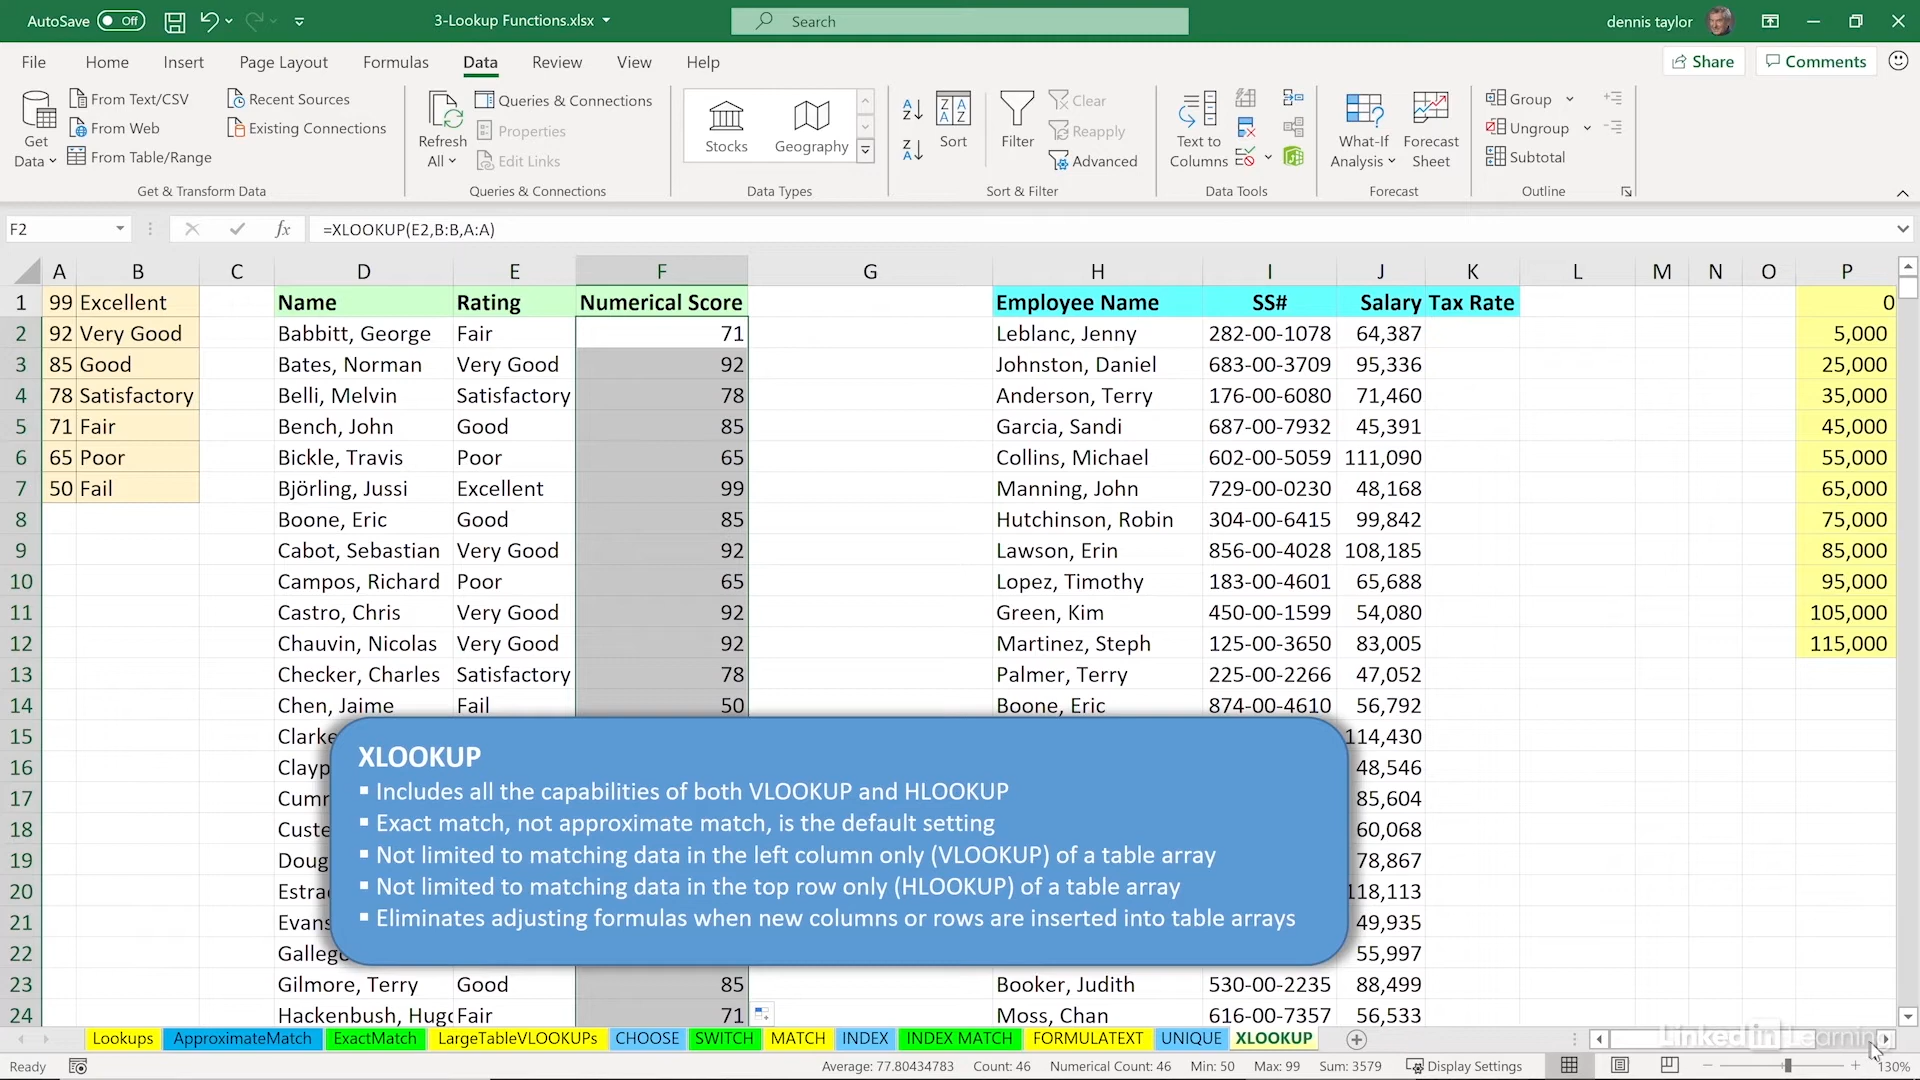 AutoSave Off
3-Lookup Functions.xlsx
Search
dennis taylor
File Home Insert Page Layout Formulas Data Review View Help
Share Comments
Get Data
From Text/CSV
From Web
From Table/Range
Recent Sources
Existing Connections
Get & Transform Data
Refresh All
Queries & Connections
Properties
Edit Links
Queries & Connections
Stocks Geography
Data Types
Sort
Filter
Clear
Reapply
Advanced
Sort & Filter
Text to Columns
Data Tools
What-If Analysis
Forecast Sheet
Forecast
Group
Ungroup
Subtotal
Outline
F2 fx =XLOOKUP(E2,B:B,A:A)
A B C D E F G H I J K L M N O P
1 99 Excellent Name Rating Numerical Score Employee Name SS# Salary Tax Rate 0
2 92 Very Good Babbitt, George Fair 71 Leblanc, Jenny 282-00-1078 64,387 5,000
3 85 Good Bates, Norman Very Good 92 Johnston, Daniel 683-00-3709 95,336 25,000
4 78 Satisfactory Belli, Melvin Satisfactory 78 Anderson, Terry 176-00-6080 71,460 35,000
5 71 Fair Bench, John Good 85 Garcia, Sandi 687-00-7932 45,391 45,000
6 65 Poor Bickle, Travis Poor 65 Collins, Michael 602-00-5059 111,090 55,000
7 50 Fail Björling, Jussi Excellent 99 Manning, John 729-00-0230 48,168 65,000
8 Boone, Eric Good 85 Hutchinson, Robin 304-00-6415 99,842 75,000
9 Cabot, Sebastian Very Good 92 Lawson, Erin 856-00-4028 108,185 85,000
10 Campos, Richard Poor 65 Lopez, Timothy 183-00-4601 65,688 95,000
11 Castro, Chris Very Good 92 Green, Kim 450-00-1599 54,080 105,000
12 Chauvin, Nicolas Very Good 92 Martinez, Steph 125-00-3650 83,005 115,000
13 Checker, Charles Satisfactory 78 Palmer, Terry 225-00-2266 47,052
14 Chen, Jaime Fail 50 Boone, Eric 874-00-4610 56,792
15 Clarke 114,430
16 Clayp 48,546
17 Cumm 85,604
18 Custe 60,068
19 Doug 78,867
20 Estra 118,113
21 Evans 49,935
22 Gallego 55,997
23 Gilmore, Terry Good 85 Booker, Judith 530-00-2235 88,499
24 Hackenbush, Hugo Fair 71 Moss, Chan 616-00-7357 56,533
XLOOKUP
▪ Includes all the capabilities of both VLOOKUP and HLOOKUP
▪ Exact match, not approximate match, is the default setting
▪ Not limited to matching data in the left column only (VLOOKUP) of a table array
▪ Not limited to matching data in the top row only (HLOOKUP) of a table array
▪ Eliminates adjusting formulas when new columns or rows are inserted into table arrays
Lookups ApproximateMatch ExactMatch LargeTableVLOOKUPs CHOOSE SWITCH MATCH INDEX INDEX MATCH FORMULATEXT UNIQUE XLOOKUP
LinkedIn Learning
Ready Average: 77.80434783 Count: 46 Numerical Count: 46 Min: 50 Max: 99 Sum: 3579 Display Settings 130%